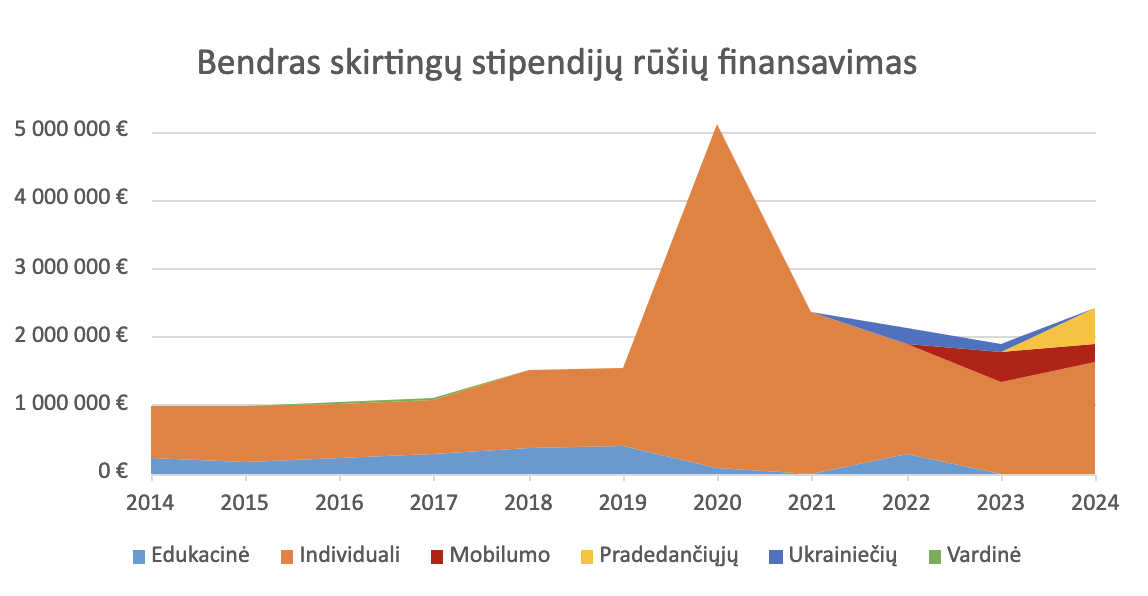 Bendras skirtingų stipendijų rūšių finansavimas
5 000 000 €
4 000 000 €
3 000 000 €
2 000 000 €
1 000 000 €
0 €
2014 2015 2016 2017 2018 2019 2020 2021 2022 2023 2024
Edukacinė Individuali Mobilumo Pradedančiųjų Ukrainiečių Vardinė